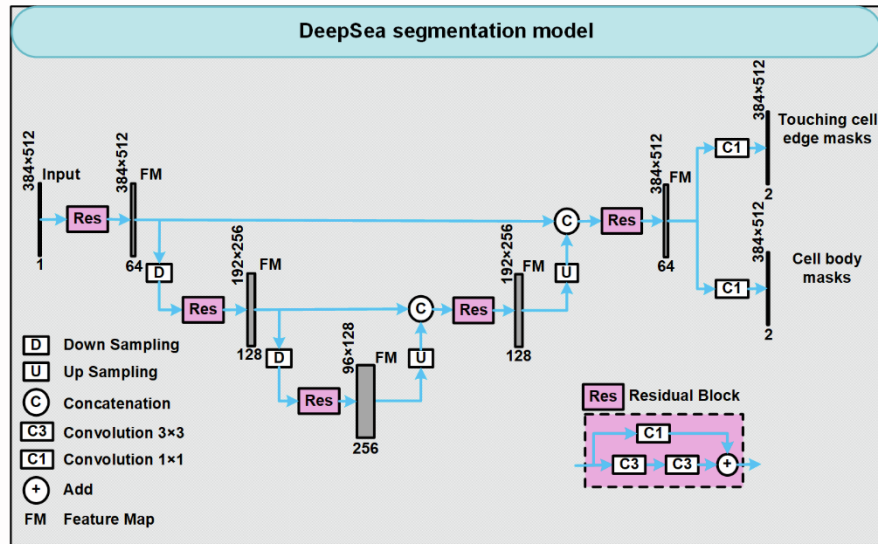 DeepSea segmentation model
384×512
Input
1
Res
384×512
FM
64
D
Res
192×256
FM
128
D
Res
96×128
FM
256
U
C
Res
192×256
FM
128
U
C
Res
384×512
FM
64
C1
384×512
2
Touching cell
edge masks
C1
384×512
2
Cell body
masks
D Down Sampling
U Up Sampling
C Concatenation
C3 Convolution 3×3
C1 Convolution 1×1
+ Add
FM Feature Map
Res Residual Block
C1
C3 C3 +